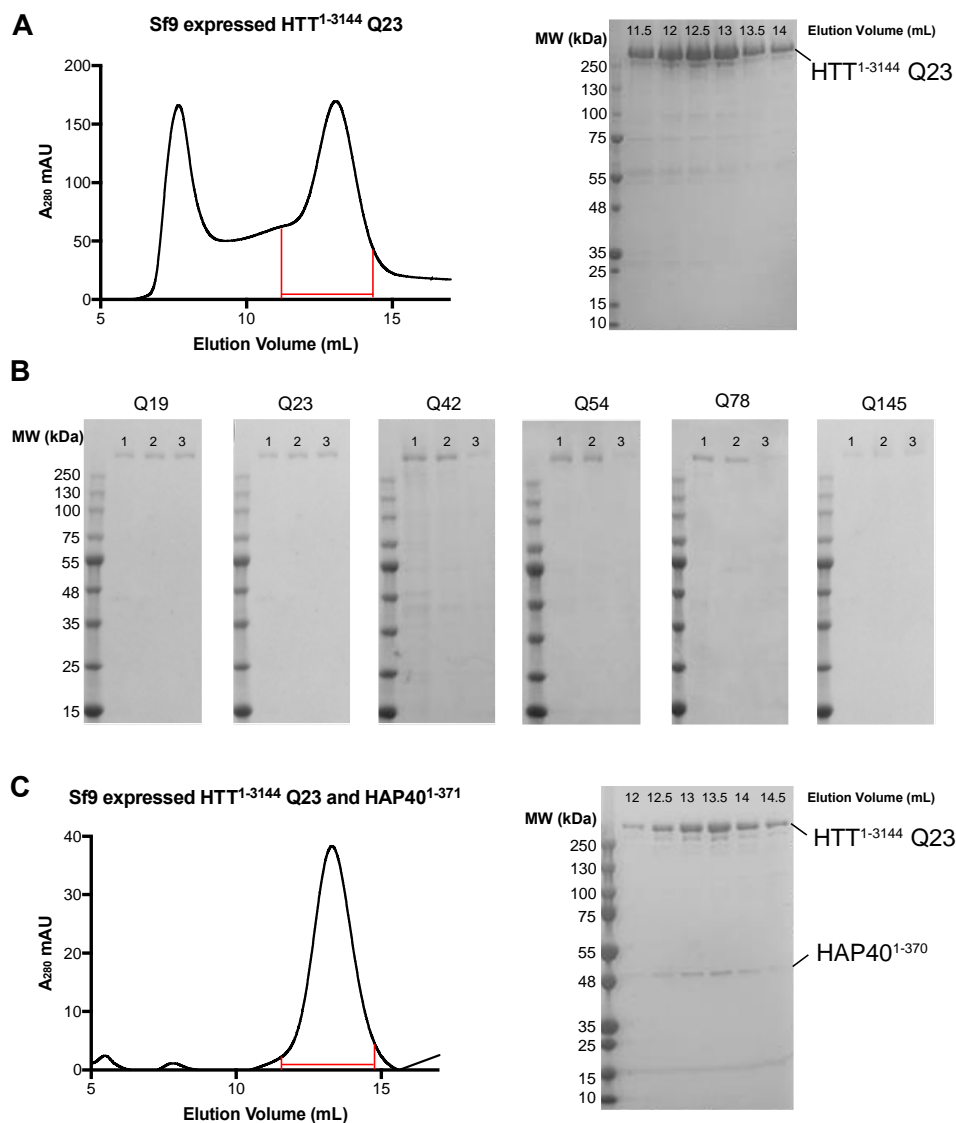 A
Sf9 expressed HTT1-3144 Q23
200
150
100
50
0
A280 mAU
5 10 15
Elution Volume (mL)
MW (kDa)
11.5 12 12.5 13 13.5 14 Elution Volume (mL)
HTT1-3144 Q23
250
130
100
75
55
48
35
25
15
10
B
Q19 Q23 Q42 Q54 Q78 Q145
MW (kDa)
1 2 3 1 2 3 1 2 3 1 2 3 1 2 3 1 2 3
250
130
100
75
55
48
35
25
15
C
Sf9 expressed HTT1-3144 Q23 and HAP401-371
40
30
20
10
0
A280 mAU
5 10 15
Elution Volume (mL)
12 12.5 13 13.5 14 14.5 Elution Volume (mL)
MW (kDa)
HTT1-3144 Q23
250
130
100
75
55
HAP401-370
48
35
25
15
10